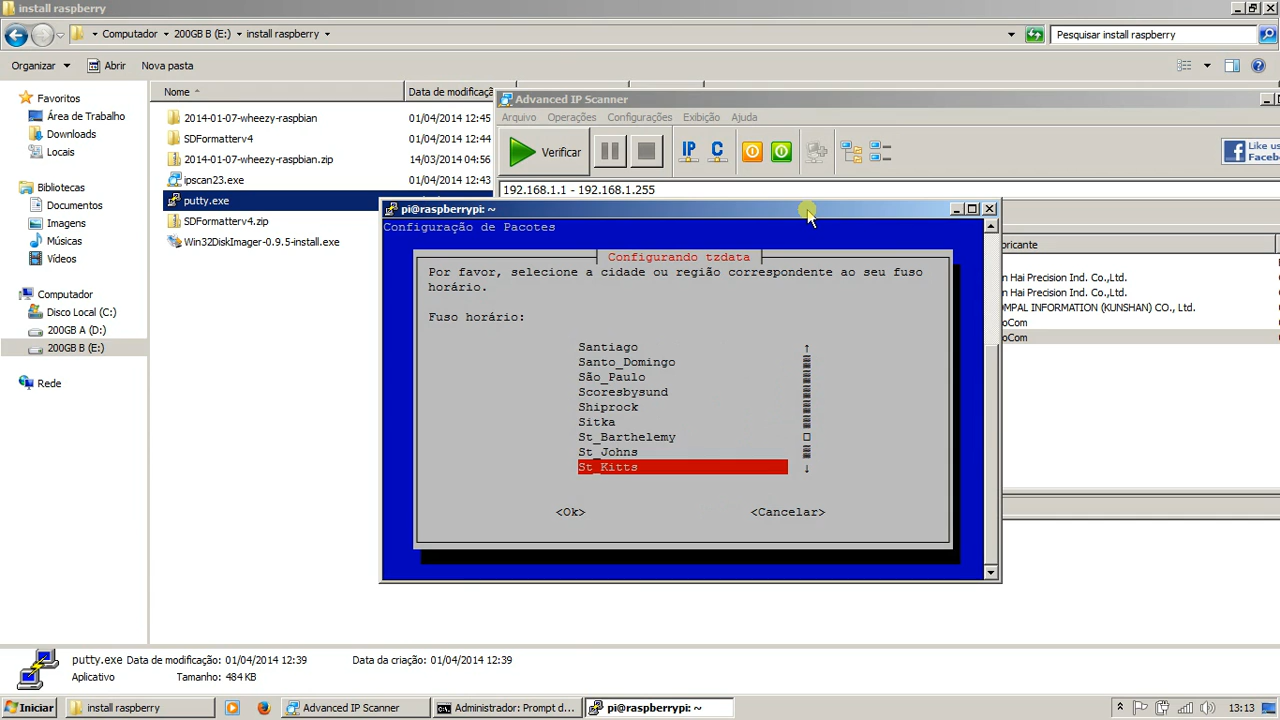 install raspberry
Computador
200GB B (E:)
install raspberry
Pesquisar install raspberry
Organizar
Abrir
Nova pasta
Favoritos
Área de Trabalho
Downloads
Locais
Bibliotecas
Documentos
Imagens
Músicas
Vídeos
Computador
Disco Local (C:)
200GB A (D:)
200GB B (E:)
Rede
Nome
Data de modificaç
2014-01-07-wheezy-raspbian
01/04/2014 12:45
SDFormatterv4
01/04/2014 12:44
2014-01-07-wheezy-raspbian.zip
14/03/2014 04:56
ipscan23.exe
01/04/2014 12:43
putty.exe
SDFormatterv4.zip
Win32DiskImager-0.9.5-install.exe
Advanced IP Scanner
Arquivo Operações Configurações Exibição Ajuda
Verificar
IP
C
Like us
Faceb
192.168.1.1 - 192.168.1.255
abricante
n Hai Precision Ind. Co.,Ltd.
n Hai Precision Ind. Co.,Ltd.
MPAL INFORMATION (KUNSHAN) CO., Ltd.
oCom
oCom
pi@raspberrypi: ~
Configuração de Pacotes
Configurando tzdata
Por favor, selecione a cidade ou região correspondente ao seu fuso
horário.
Fuso horário:
Santiago
Santo_Domingo
São_Paulo
Scoresbysund
Shiprock
Sitka
St_Barthelemy
St_Johns
St_Kitts
<Ok>
<Cancelar>
putty.exe Data de modificação: 01/04/2014 12:39
Data da criação: 01/04/2014 12:39
Aplicativo
Tamanho: 484 KB
Iniciar
install raspberry
Advanced IP Scanner
Administrador: Prompt d...
pi@raspberrypi: ~
13:13